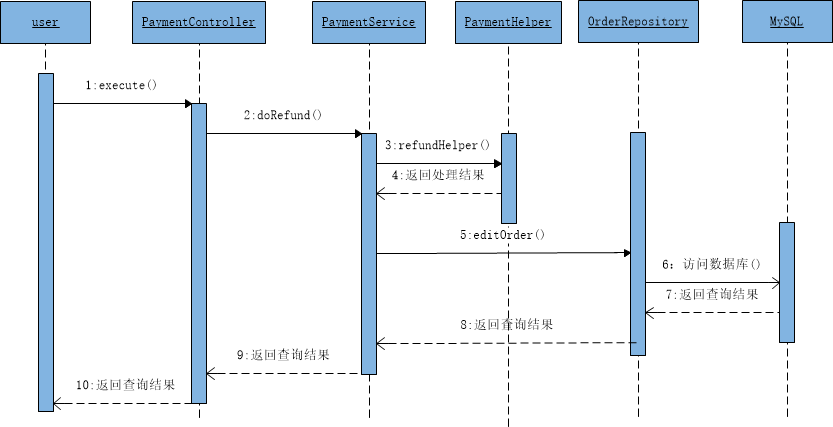 user
PaymentController
PaymentService
PaymentHelper
OrderRepository
MySQL
1:execute()
2:doRefund()
3:refundHelper()
4:返回处理结果
5:editOrder()
6：访问数据库()
7:返回查询结果
8:返回查询结果
9:返回查询结果
10:返回查询结果